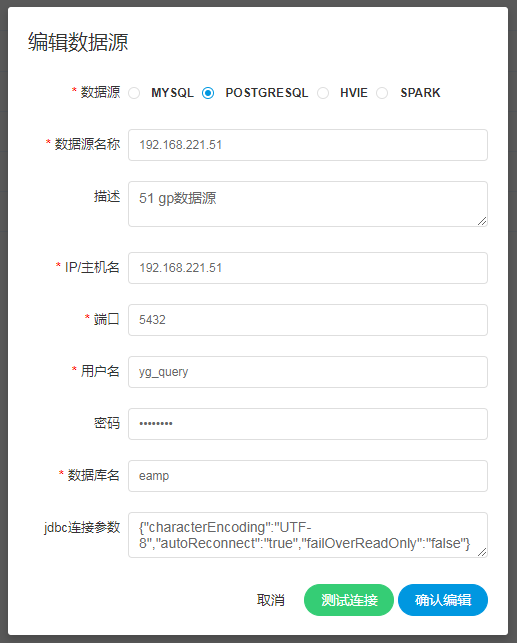 编辑数据源
* 数据源 MYSQL POSTGRESQL HVIE SPARK
* 数据源名称 192.168.221.51
描述 51 gp数据源
* IP/主机名 192.168.221.51
* 端口 5432
* 用户名 yg_query
密码 ••••••••
* 数据库名 eamp
jdbc连接参数 {"characterEncoding":"UTF-
8","autoReconnect":"true","failOverReadOnly":"false"}
取消 测试连接 确认编辑